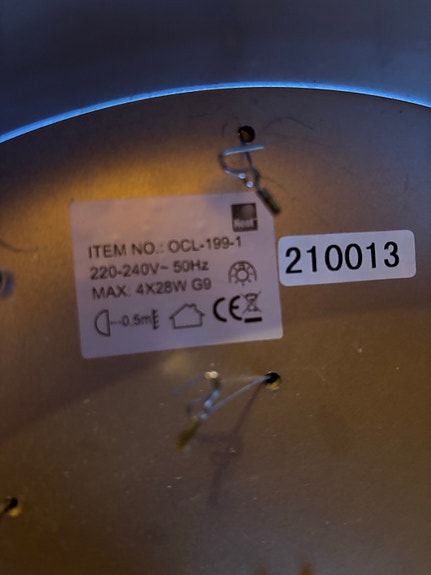 ITEM NO.: OCL-199-1
220-240V~ 50Hz
MAX: 4X28W G9
0.5m
CE
210013